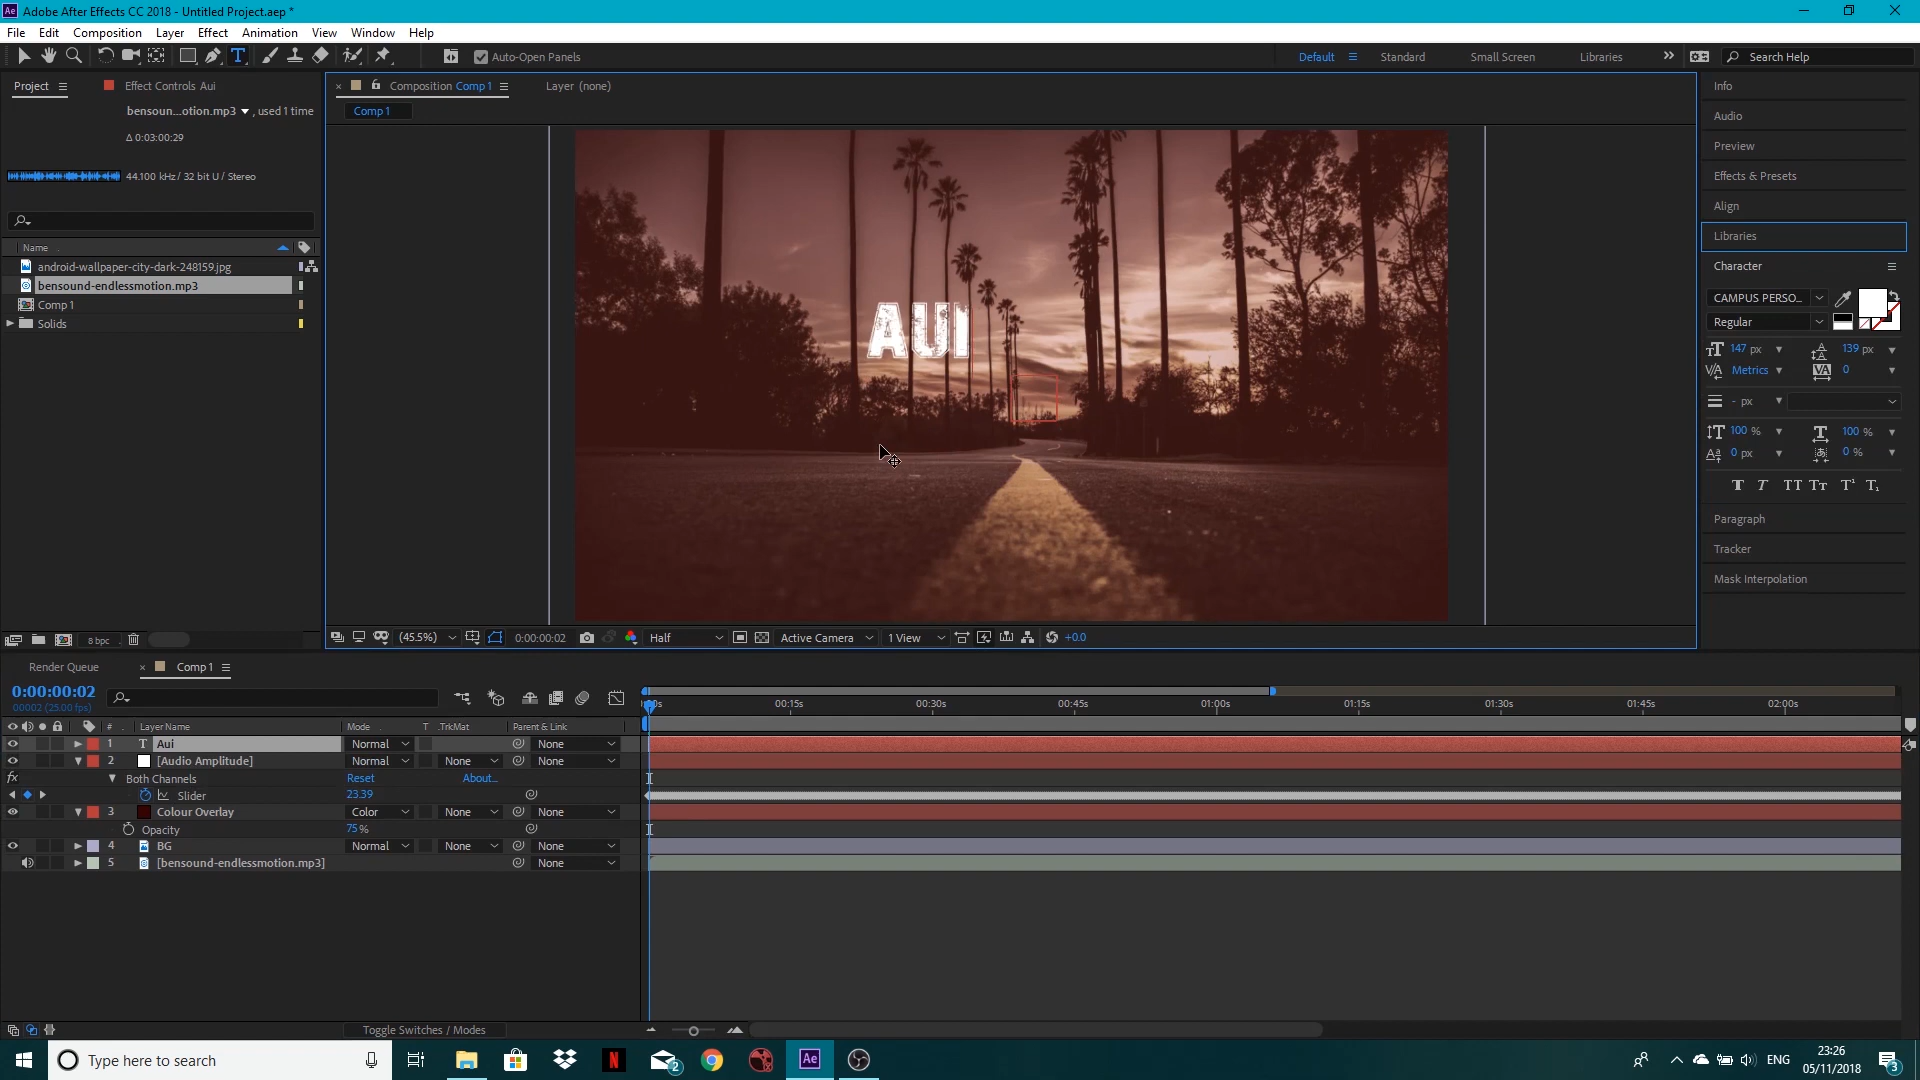 Adobe After Effects CC 2018 - Untitled Project.aep *
File Edit Composition Layer Effect Animation View Window Help
Auto-Open Panels
Default Standard Small Screen Libraries Search Help
Project Effect Controls Aui
bensoun...otion.mp3 , used 1 time
Δ 0:03:00:29
44.100 kHz / 32 bit U / Stereo
Name
android-wallpaper-city-dark-248159.jpg
bensound-endlessmotion.mp3
Comp 1
Solids
8 bpc
Composition Comp 1 Layer (none)
Comp 1
AUI
(45.5%) 0:00:00:02 Half Active Camera 1 View +0.0
Info
Audio
Preview
Effects & Presets
Align
Libraries
Character
CAMPUS PERSO...
Regular
147 px 139 px
Metrics 0
- px
100 % 100 %
0 px 0 %
T T TT Tт T¹ T₁
Paragraph
Tracker
Mask Interpolation
Render Queue Comp 1
0:00:00:02
00002 (25.00 fps)
00:15s 00:30s 00:45s 01:00s 01:15s 01:30s 01:45s 02:00s
# Layer Name Mode T .TrkMat Parent & Link
1 T Aui Normal None
2 [Audio Amplitude] Normal None None
fx Both Channels Reset About...
Slider 23.39
3 Colour Overlay Color None None
Opacity 75%
4 BG Normal None None
5 [bensound-endlessmotion.mp3] None
Toggle Switches / Modes
Type here to search
N 2 Ae ENG 23:26
05/11/2018 3